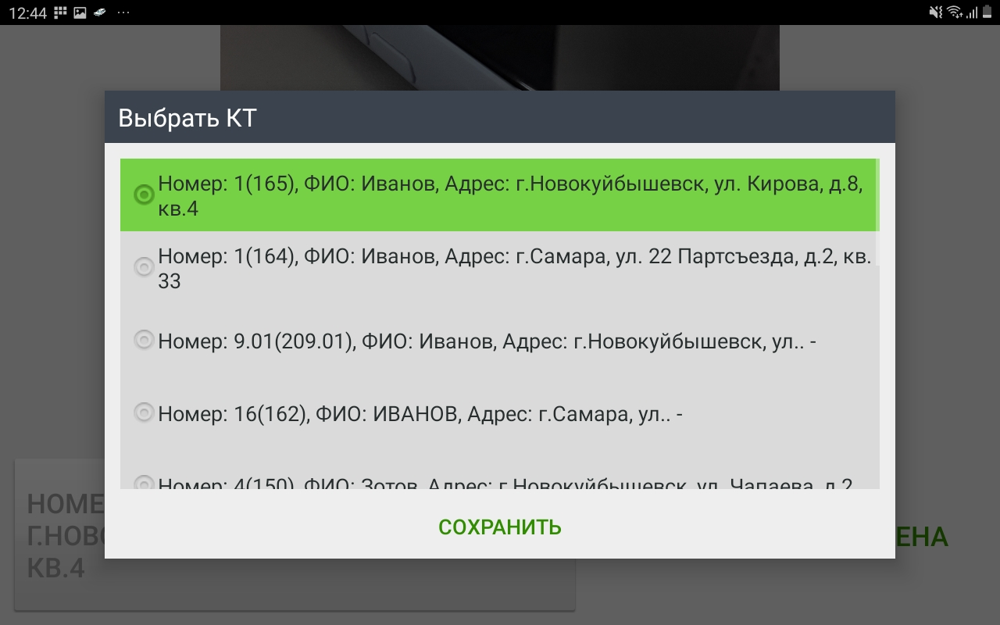 12:44
Выбрать КТ
Номер: 1(165), ФИО: Иванов, Адрес: г.Новокуйбышевск, ул. Кирова, д.8,
кв.4
Номер: 1(164), ФИО: Иванов, Адрес: г.Самара, ул. 22 Партсъезда, д.2, кв.
33
Номер: 9.01(209.01), ФИО: Иванов, Адрес: г.Новокуйбышевск, ул.. -
Номер: 16(162), ФИО: ИВАНОВ, Адрес: г.Самара, ул.. -
Номер: 4(150), ФИО: Зотов, Адрес: г.Новокуйбышевск, ул. Чапаева, д.2
СОХРАНИТЬ
НОМЕ
Г.НОВО
КВ.4
ЕНА